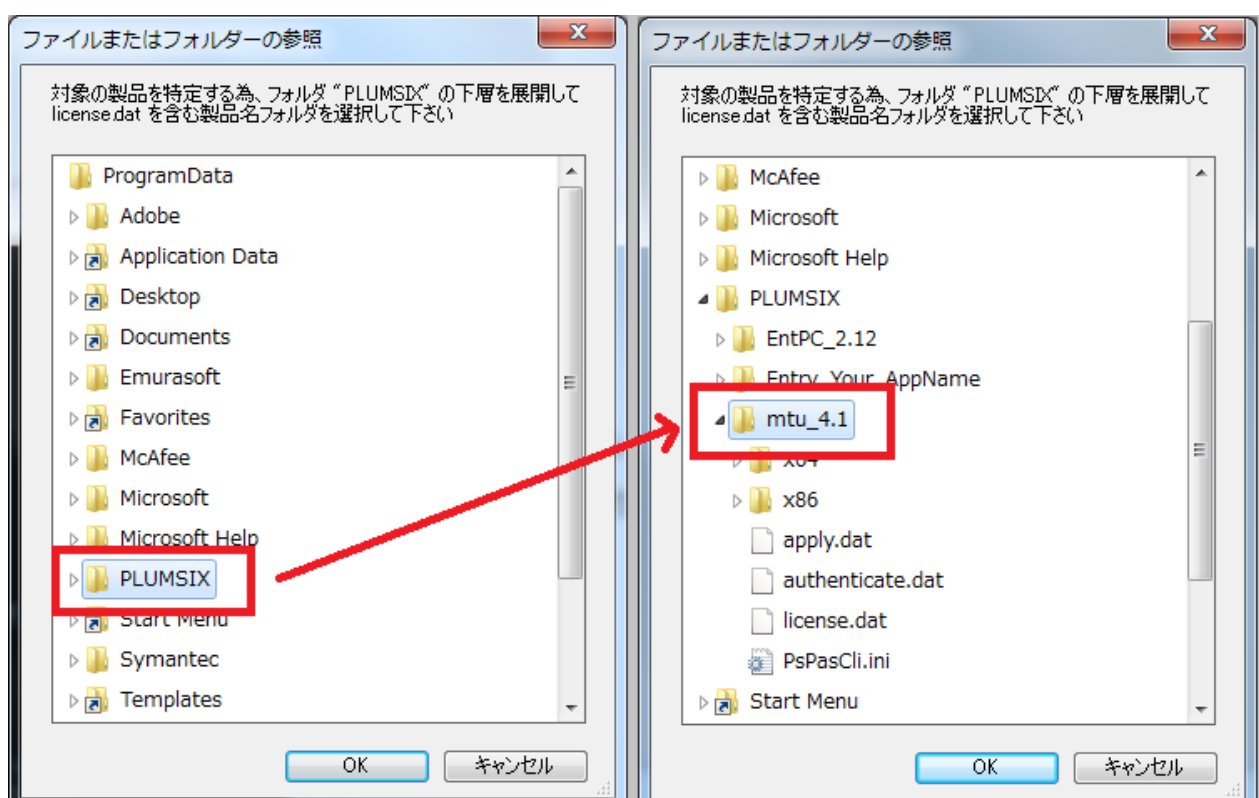 ファイルまたはフォルダーの参照
対象の製品を特定する為、フォルダ "PLUMSIX" の下層を展開して
license.dat を含む製品名フォルダを選択して下さい
ProgramData
Adobe
Application Data
Desktop
Documents
Emurasoft
Favorites
McAfee
Microsoft
Microsoft Help
PLUMSIX
Start Menu
Symantec
Templates
OK
キャンセル
ファイルまたはフォルダーの参照
対象の製品を特定する為、フォルダ "PLUMSIX" の下層を展開して
license.dat を含む製品名フォルダを選択して下さい
McAfee
Microsoft
Microsoft Help
PLUMSIX
EntPC_2.12
Entry_Your_AppName
mtu_4.1
x64
x86
apply.dat
authenticate.dat
license.dat
PsPasCli.ini
Start Menu
OK
キャンセル